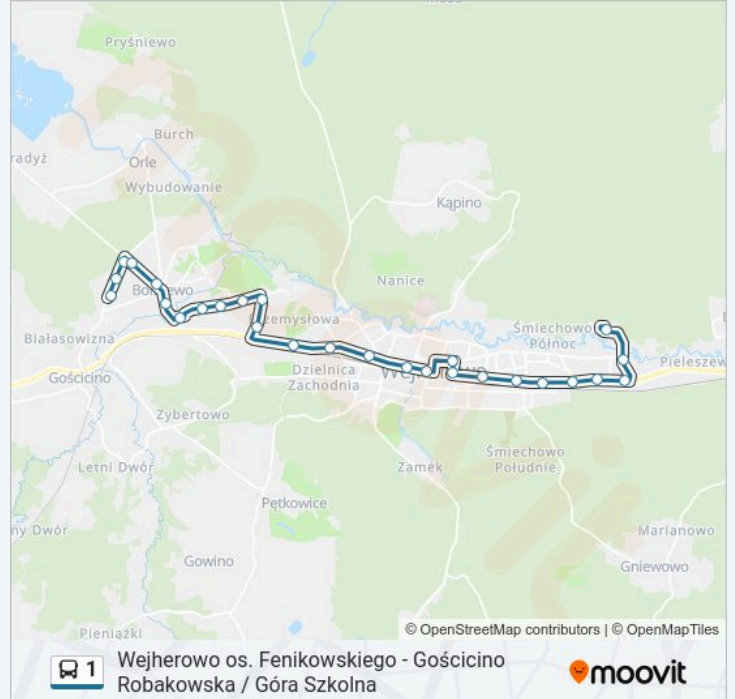 Pryśniewo
Burch
radyż
Orle
Wybudowanie
Kąpino
Nanice
Bolszewo
Przemysłowa
Śmiechowo
Północ
Białasowizna
Pieleszew
Gościcino
Dzielnica
Zachodnia
Wejherowo
Zybertowo
Letni Dwór
Zamek
Śmiechowo
Południe
Pętkowice
ny Dwór
Marianowo
Gowino
Gniewowo
Pieniążki
© OpenStreetMap contributors | © OpenMapTiles
1
Wejherowo os. Fenikowskiego - Gościcino
Robakowska / Góra Szkolna
moovit